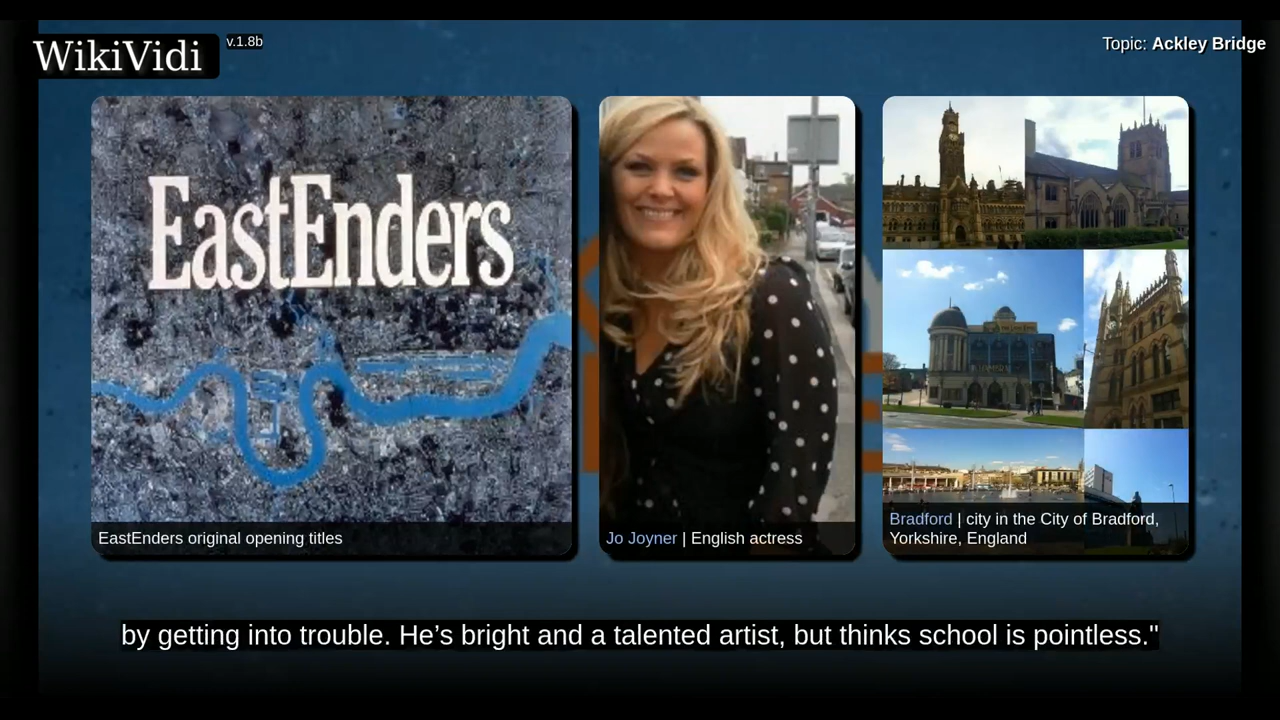 WikiVidi
v.1.8b
Topic: Ackley Bridge
EastEnders
EastEnders original opening titles
Jo Joyner | English actress
Bradford | city in the City of Bradford,
Yorkshire, England
by getting into trouble. He’s bright and a talented artist, but thinks school is pointless."